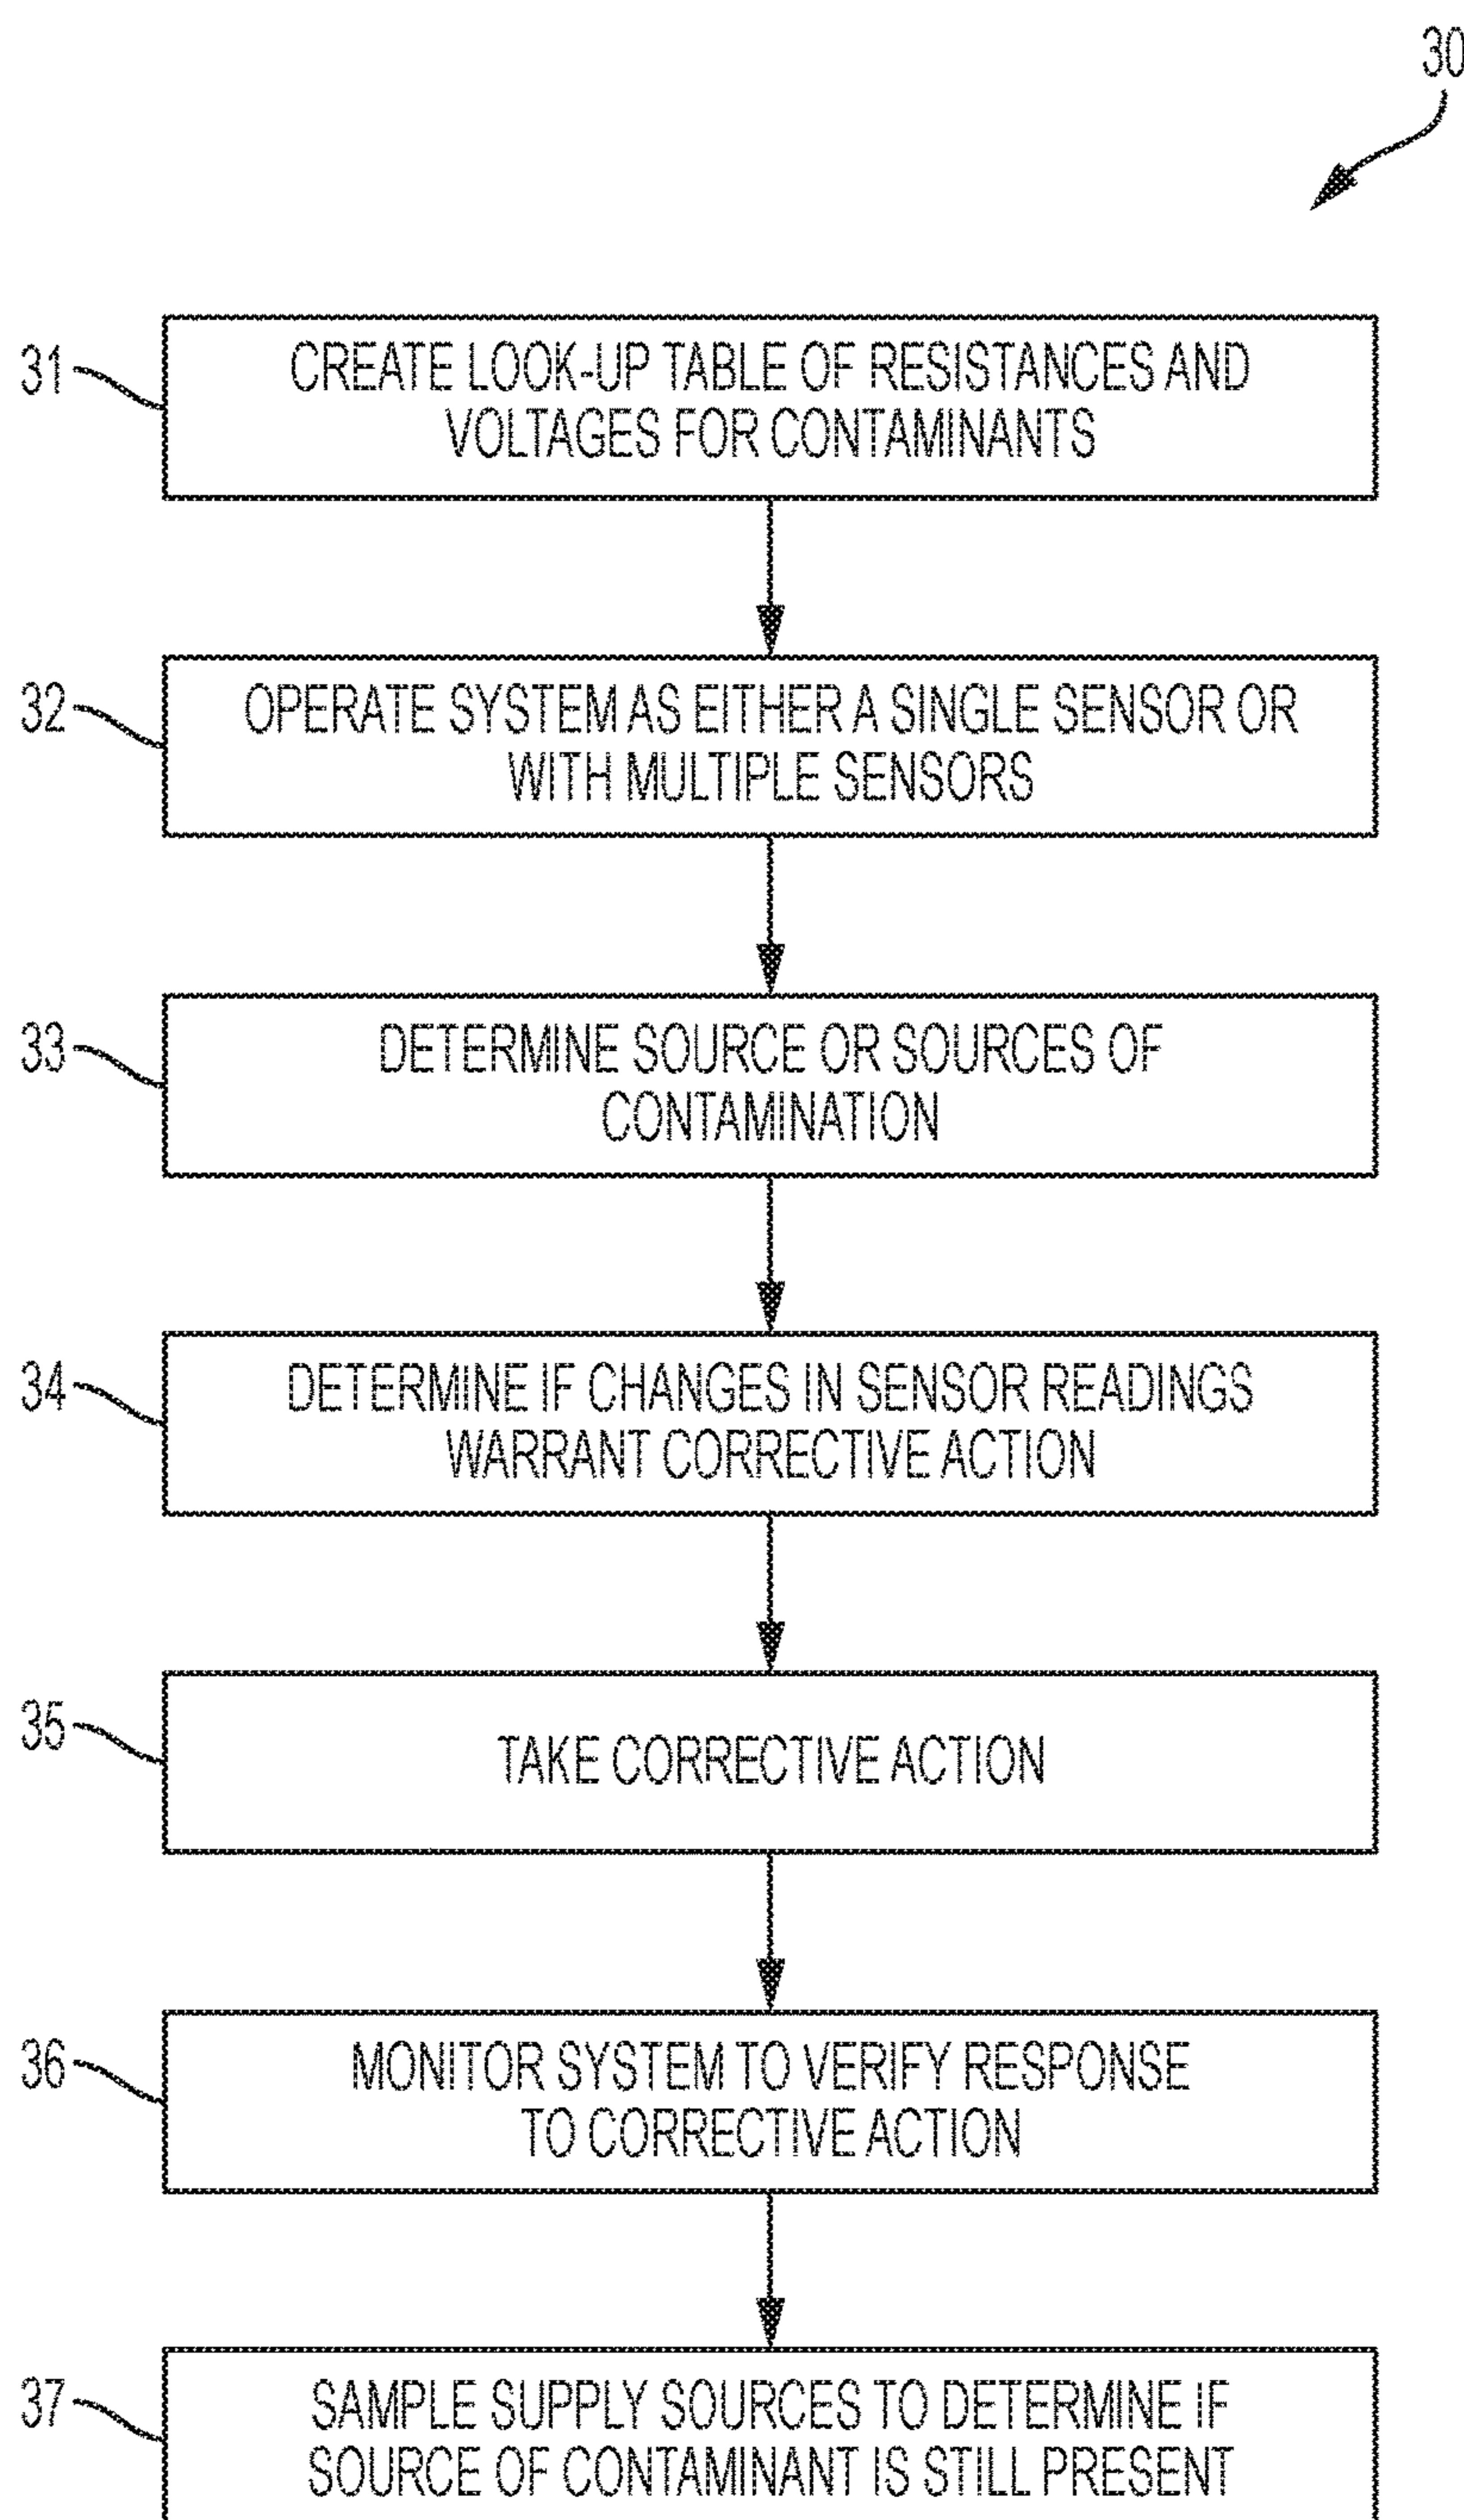 30
31
CREATE LOOK-UP TABLE OF RESISTANCES AND
VOLTAGES FOR CONTAMINANTS
32
OPERATE SYSTEM AS EITHER A SINGLE SENSOR OR
WITH MULTIPLE SENSORS
33
DETERMINE SOURCE OR SOURCES OF
CONTAMINATION
34
DETERMINE IF CHANGES IN SENSOR READINGS
WARRANT CORRECTIVE ACTION
35
TAKE CORRECTIVE ACTION
36
MONITOR SYSTEM TO VERIFY RESPONSE
TO CORRECTIVE ACTION
37
SAMPLE SUPPLY SOURCES TO DETERMINE IF
SOURCE OF CONTAMINANT IS STILL PRESENT